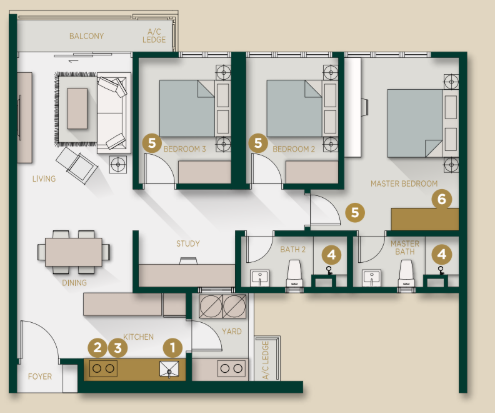 BALCONY
A/C
LEDGE
5
BEDROOM 3
5
BEDROOM 2
LIVING
MASTER BEDROOM
6
5
STUDY
BATH 2
4
MASTER
BATH
4
DINING
KITCHEN
YARD
2
3
1
A/C LEDGE
FOYER